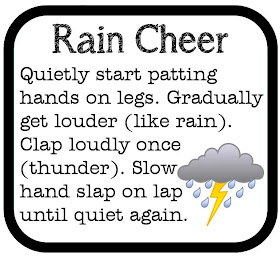 Rain Cheer
Quietly start patting
hands on legs. Gradually
get louder (like rain).
Clap loudly once
(thunder). Slow
hand slap on lap
until quiet again.